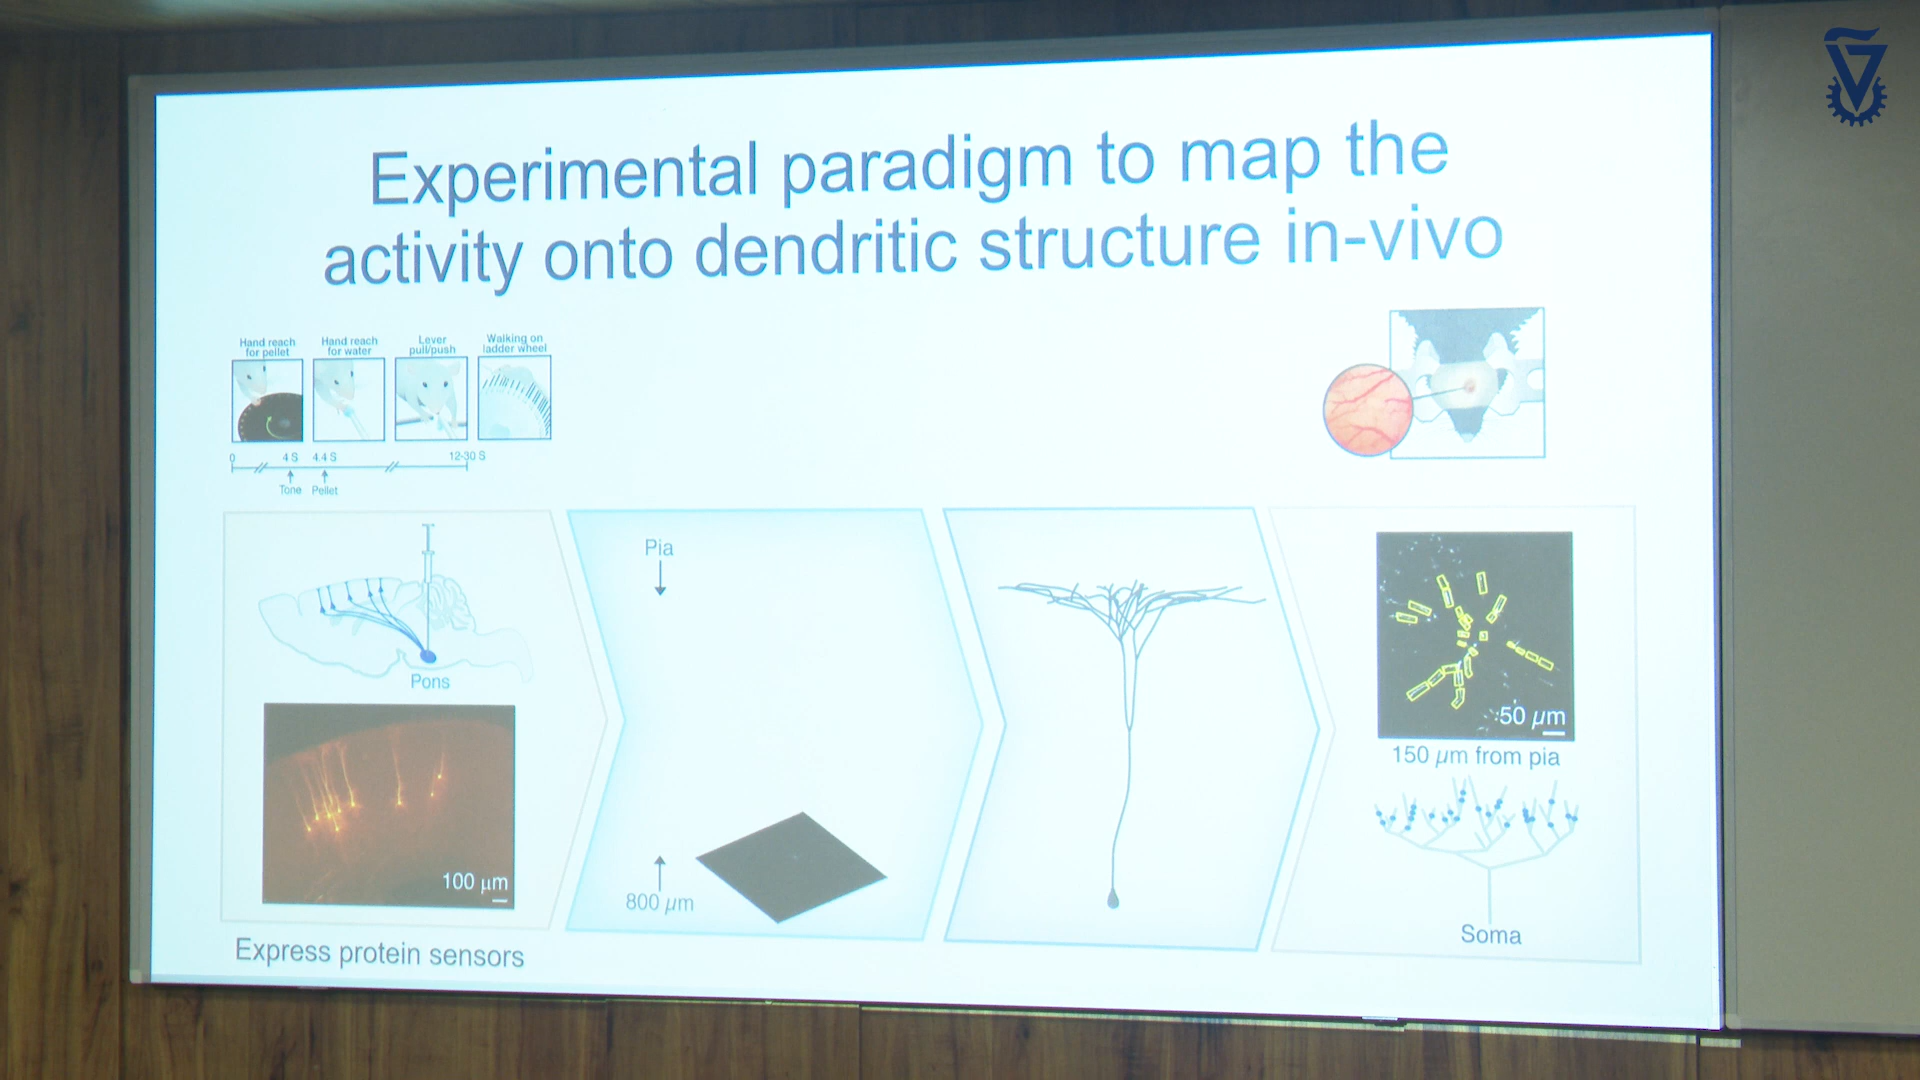 Experimental paradigm to map the
activity onto dendritic structure in-vivo
Hand reach
for pellet
Hand reach
for water
Lever
pull/push
Walking on
ladder wheel
0
4 S
4.4 S
12-30 S
Tone
Pellet
Pons
100 µm
Express protein sensors
Pia
800 µm
50 µm
150 µm from pia
Soma